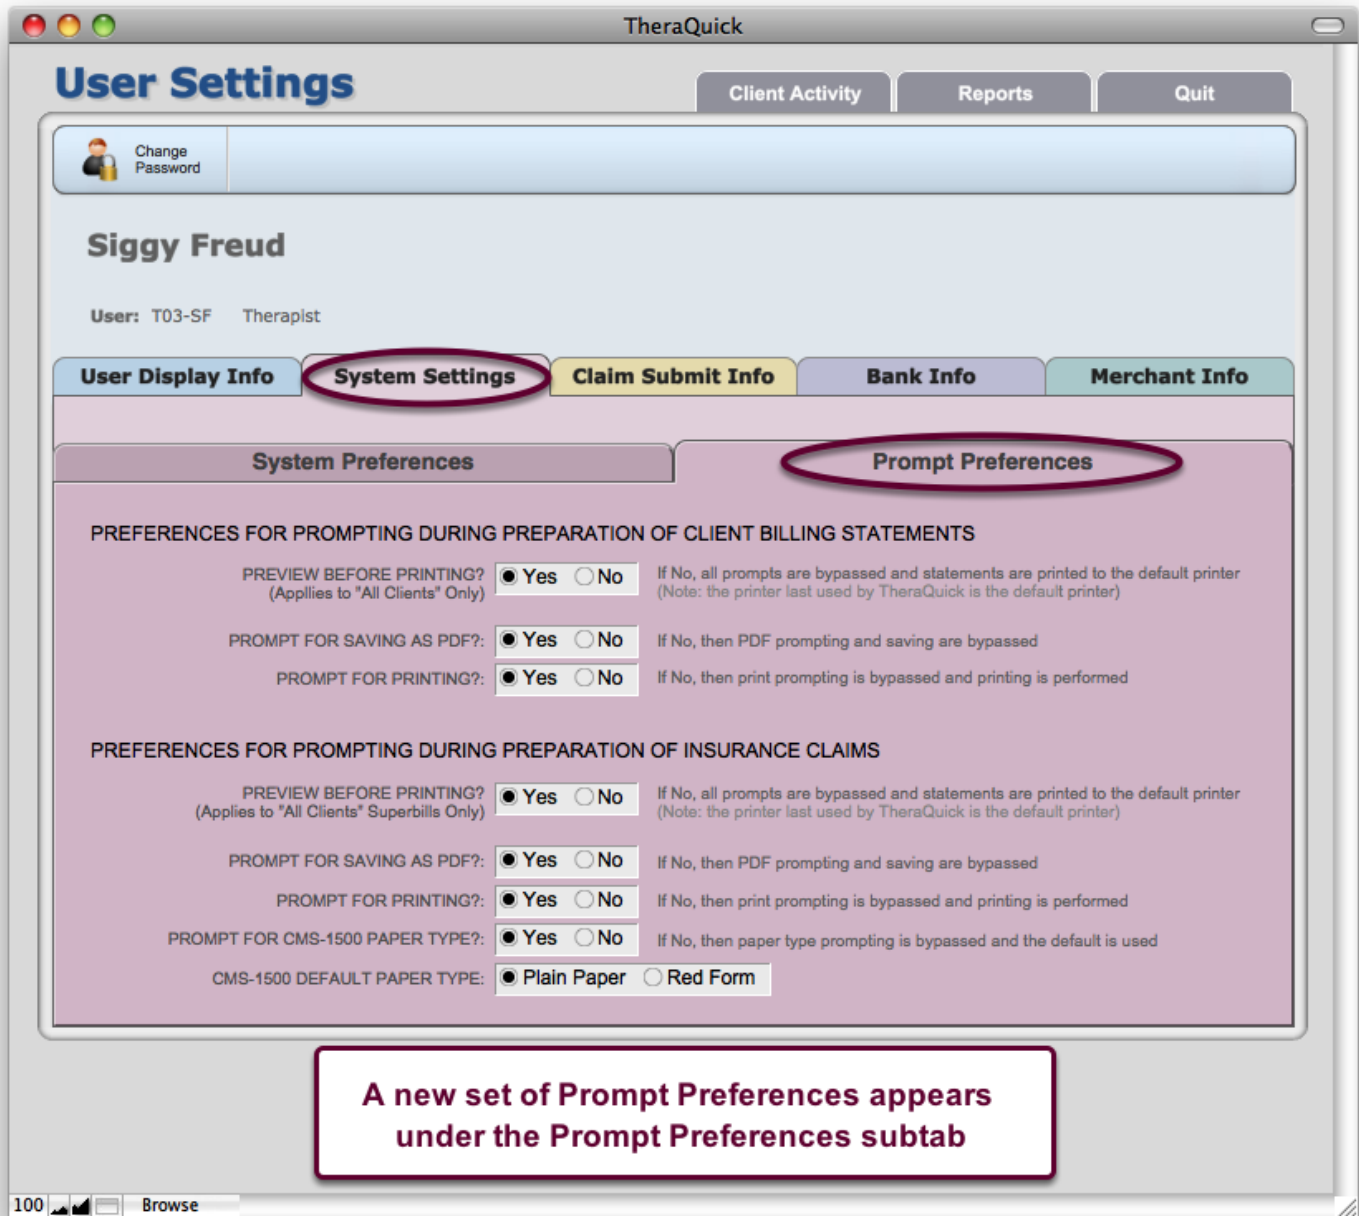 TheraQuick
User Settings
Client Activity
Reports
Quit
Change
Password
Siggy Freud
User: T03-SF Therapist
User Display Info
System Settings
Claim Submit Info
Bank Info
Merchant Info
System Preferences
Prompt Preferences
PREFERENCES FOR PROMPTING DURING PREPARATION OF CLIENT BILLING STATEMENTS
PREVIEW BEFORE PRINTING?
(Appllies to "All Clients" Only)
Yes No
If No, all prompts are bypassed and statements are printed to the default printer
(Note: the printer last used by TheraQuick is the default printer)
PROMPT FOR SAVING AS PDF?: Yes No If No, then PDF prompting and saving are bypassed
PROMPT FOR PRINTING?: Yes No If No, then print prompting is bypassed and printing is performed
PREFERENCES FOR PROMPTING DURING PREPARATION OF INSURANCE CLAIMS
PREVIEW BEFORE PRINTING?
(Applies to "All Clients" Superbills Only)
Yes No
If No, all prompts are bypassed and statements are printed to the default printer
(Note: the printer last used by TheraQuick is the default printer)
PROMPT FOR SAVING AS PDF?: Yes No If No, then PDF prompting and saving are bypassed
PROMPT FOR PRINTING?: Yes No If No, then print prompting is bypassed and printing is performed
PROMPT FOR CMS-1500 PAPER TYPE?: Yes No If No, then paper type prompting is bypassed and the default is used
CMS-1500 DEFAULT PAPER TYPE: Plain Paper Red Form
A new set of Prompt Preferences appears
under the Prompt Preferences subtab
100 Browse